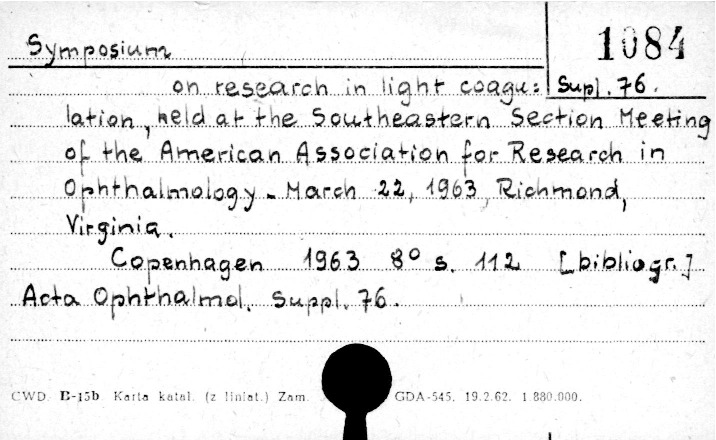 Symposium 1084
on research in light coagu: Supl. 76.
lation, held at the Southeastern Section Meeting
of the American Association for Research in
Ophthalmology - March 22, 1963, Richmond,
Virginia.
Copenhagen 1963 8° s. 112 [bibliogr.]
Acta Ophthalmol. Suppl. 76.
CWD. B-15b Karta katal. (z liniat.) Zam. GDA-545. 19.2.62. 1.880.000.